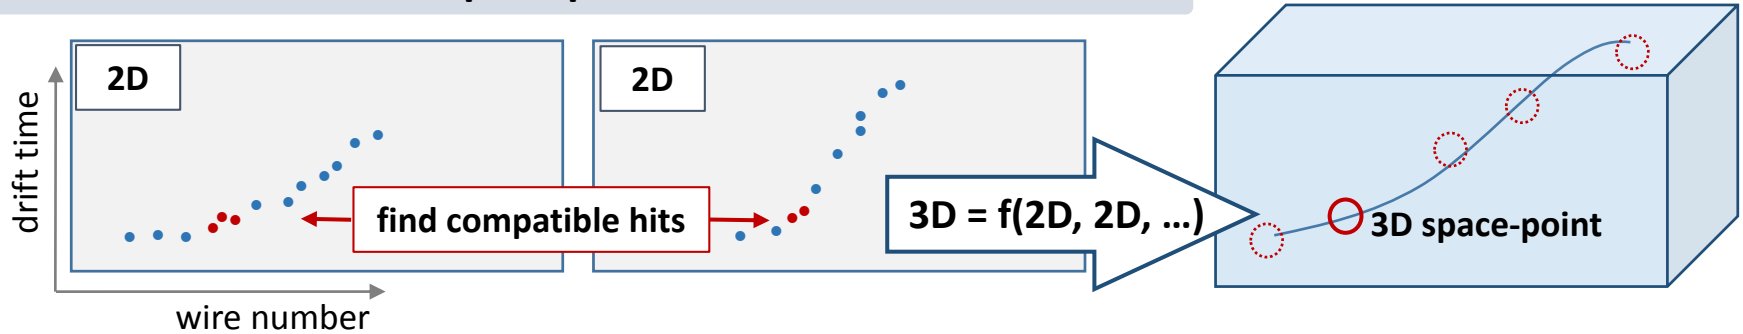 2D
2D
drift time
find compatible hits
3D = f(2D, 2D, ...)
3D space-point
wire number